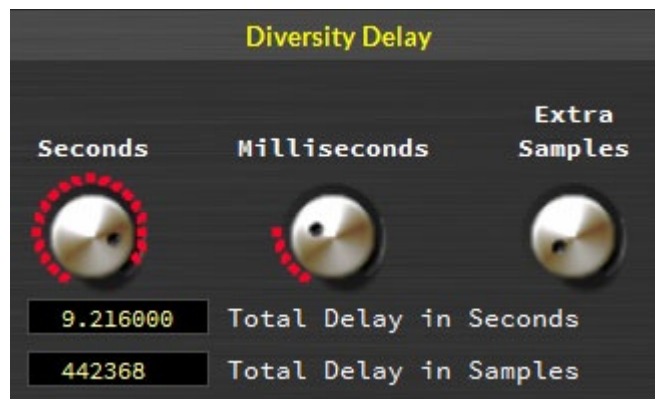 Diversity Delay
Seconds
Milliseconds
Extra
Samples
9.216000 Total Delay in Seconds
442368 Total Delay in Samples